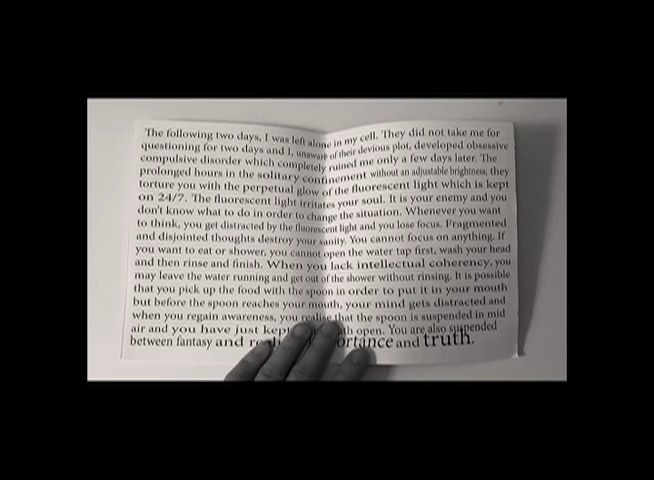 The following two days, I was left alone in my cell. They did not take me for
questioning for two days and I, unaware of their devious plot, developed obsessive
compulsive disorder which completely ruined me only a few days later. The
prolonged hours in the solitary confinement without an adjustable brightness; they
torture you with the perpetual glow of the fluorescent light which is kept
on 24/7. The fluorescent light irritates your soul. It is your enemy and you
don't know what to do in order to change the situation. Whenever you want
to think, you get distracted by the fluorescent light and you lose focus. Fragmented
and disjointed thoughts destroy your sanity. You cannot focus on anything. If
you want to eat or shower, you cannot open the water tap first, wash your head
and then rinse and finish. When you lack intellectual coherency, you
may leave the water running and get out of the shower without rinsing. It is possible
that you pick up the food with the spoon in order to put it in your mouth
but before the spoon reaches your mouth, your mind gets distracted and
when you regain awareness, you realise that the spoon is suspended in mid
air and you have just kept open. You are also suspended
between fantasy and and truth.